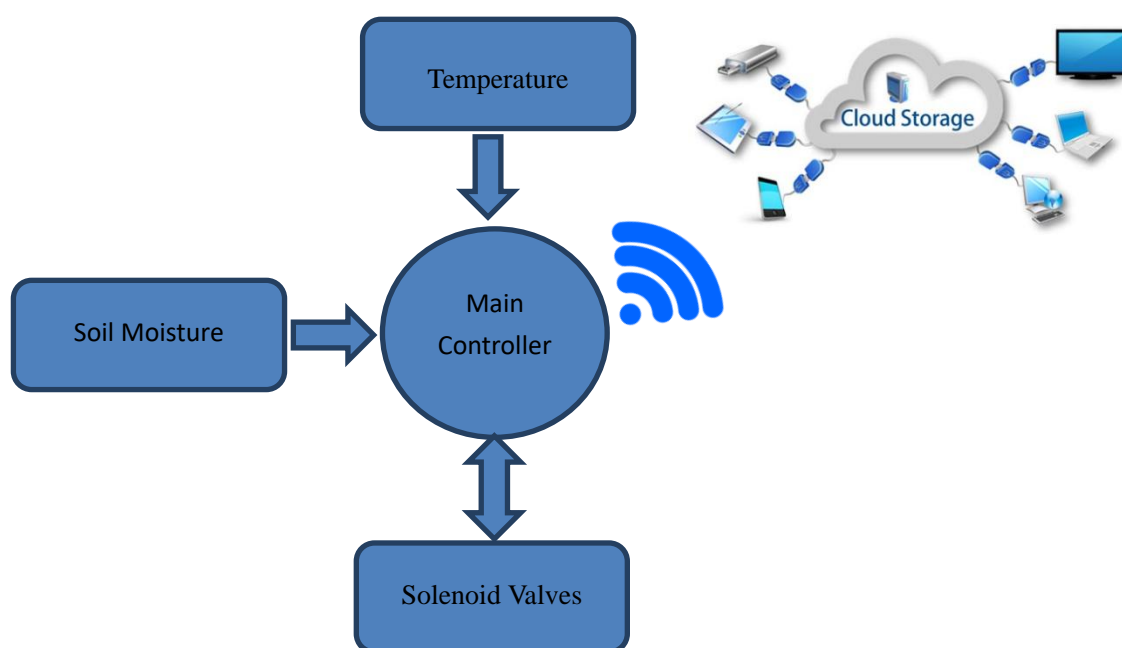 Temperature
Cloud Storage
Soil Moisture
Main
Controller
Solenoid Valves